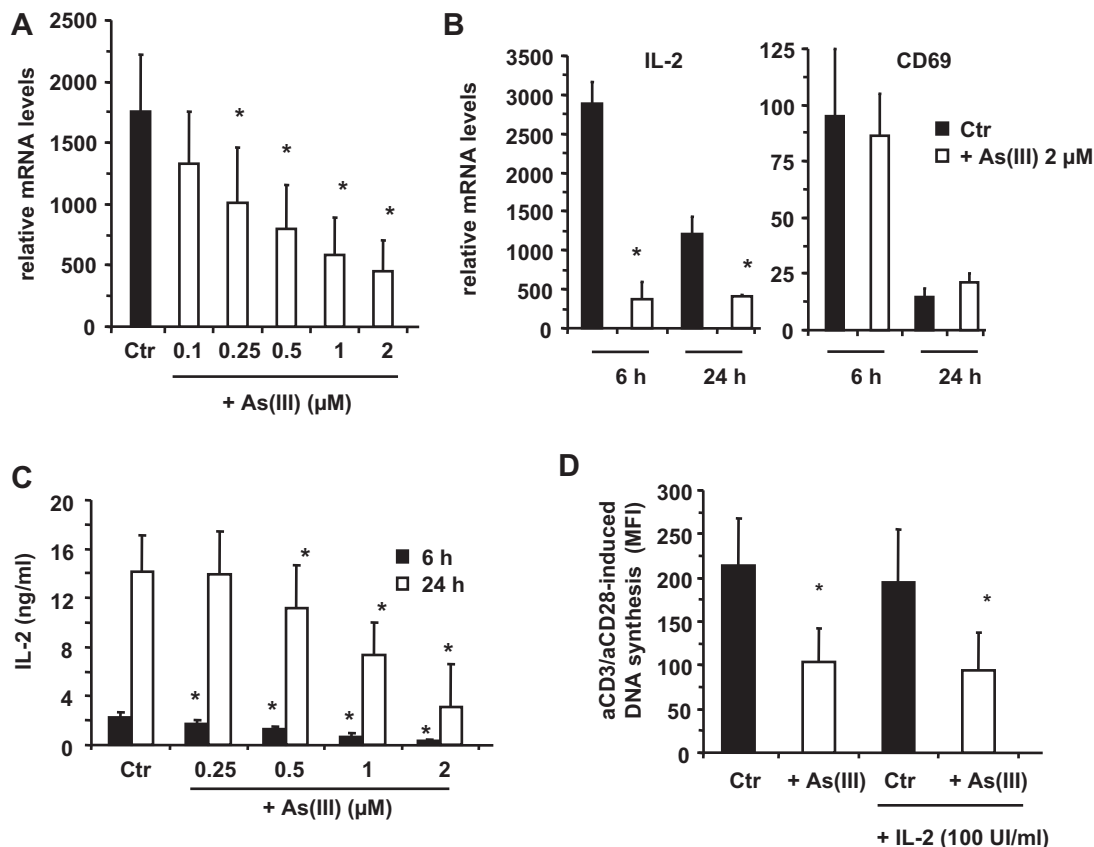 A
relative mRNA levels
2500
2000
1500
1000
500
0
*
*
*
*
Ctr 0.1 0.25 0.5 1 2
+ As(III) (µM)
B
relative mRNA levels
IL-2
3500
3000
2500
2000
1500
1000
500
0
*
*
6 h 24 h
CD69
125
100
75
50
25
0
Ctr
+ As(III) 2 µM
6 h 24 h
C
IL-2 (ng/ml)
20
16
12
8
4
0
6 h
24 h
*
*
*
*
*
*
*
Ctr 0.25 0.5 1 2
+ As(III) (µM)
D
aCD3/aCD28-induced
DNA synthesis (MFI)
300
250
200
150
100
50
0
*
*
Ctr + As(III) Ctr + As(III)
+ IL-2 (100 UI/ml)